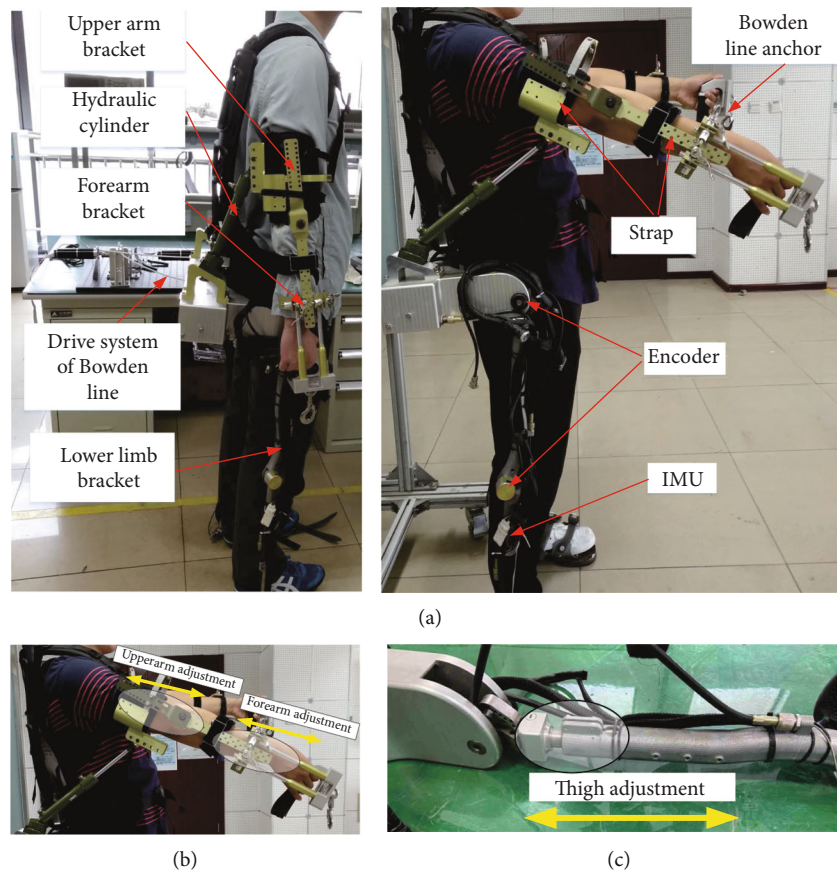 Upper arm
bracket
Hydraulic
cylinder
Forearm
bracket
Drive system
of Bowden
line
Lower limb
bracket
Bowden
line anchor
Strap
Encoder
IMU
(a)
Upperarm adjustment
Forearm adjustment
(b)
Thigh adjustment
(c)